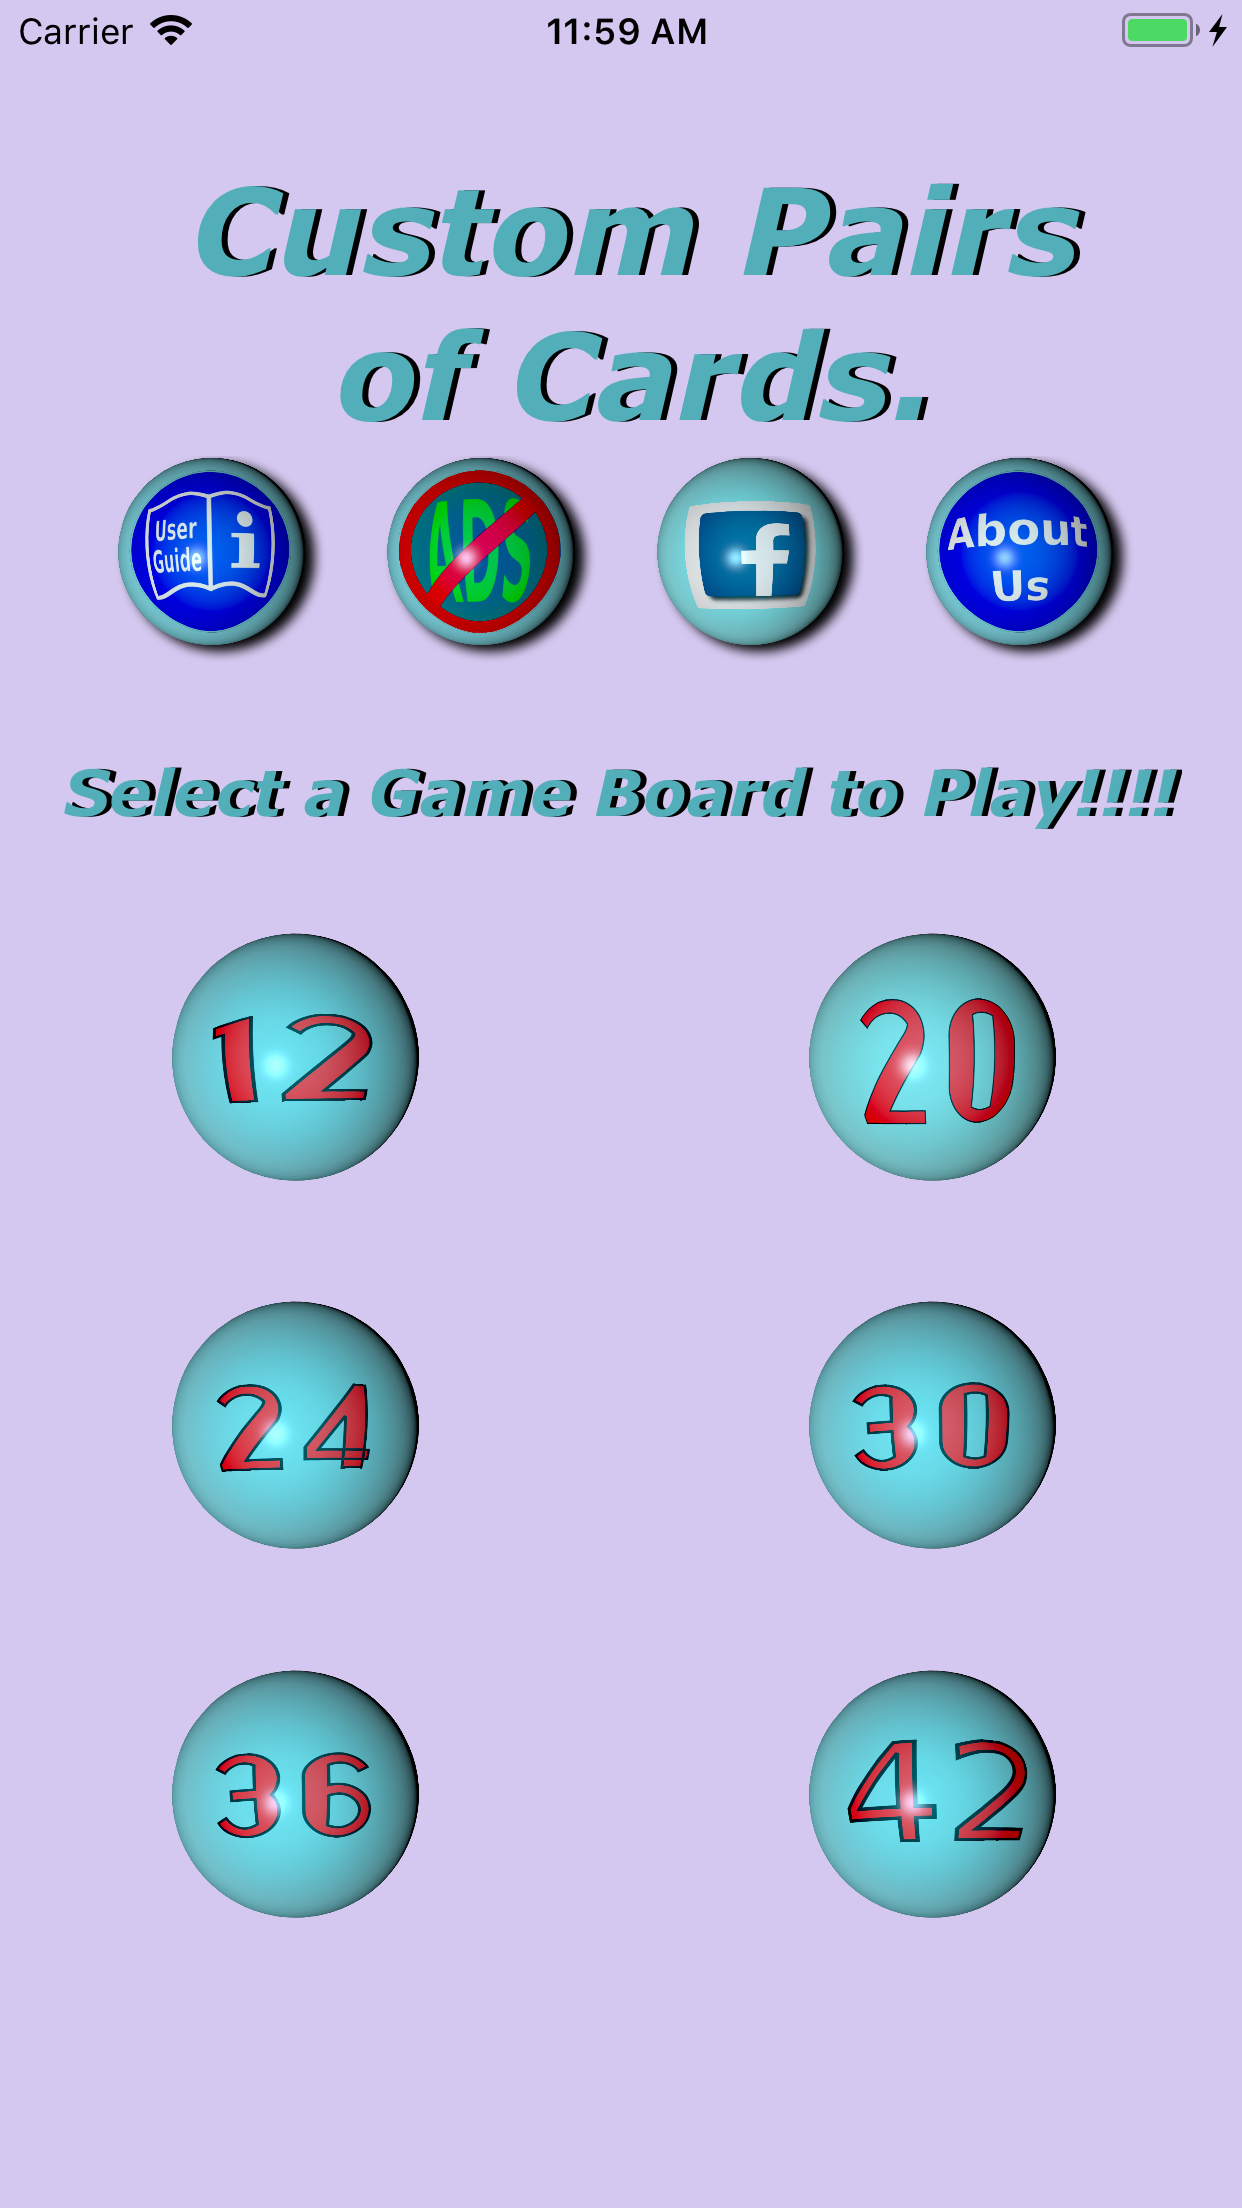 Carrier 11:59 AM
Custom Pairs
of Cards.
User
Guide i
ADS
f
About
Us
Select a Game Board to Play!!!!
12 20
24 30
36 42